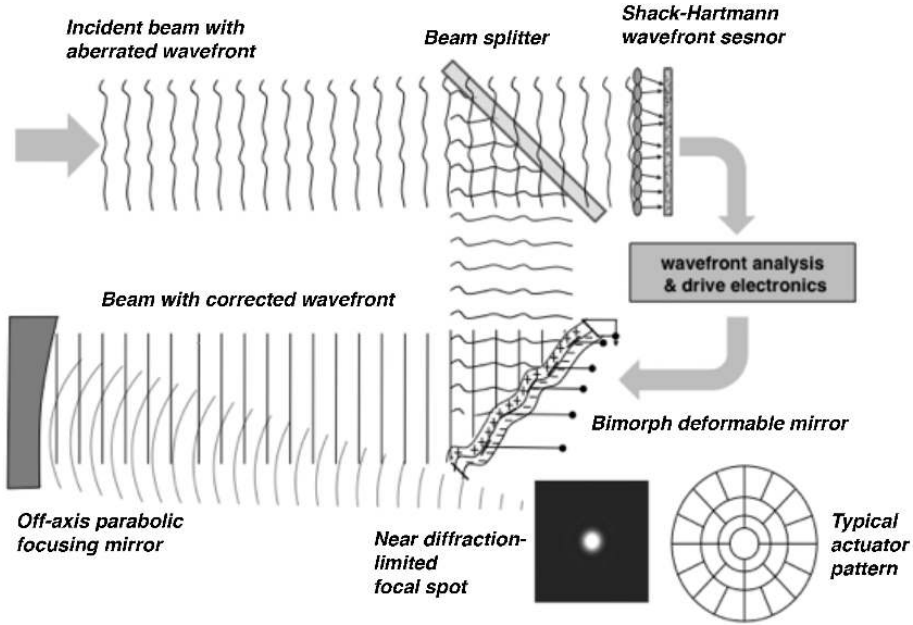 Incident beam with
aberrated wavefront
Beam splitter
Shack-Hartmann
wavefront sesnor
wavefront analysis
& drive electronics
Beam with corrected wavefront
Bimorph deformable mirror
Off-axis parabolic
focusing mirror
Near diffraction-
limited
focal spot
Typical
actuator
pattern